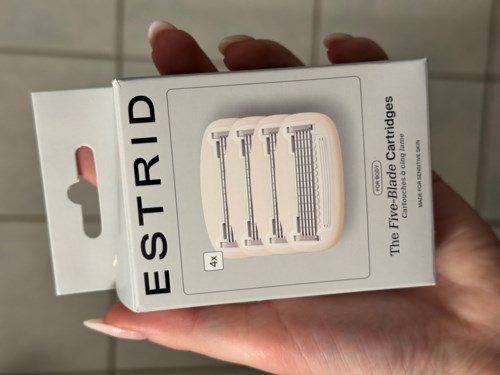 ESTRID
4x
FOR BODY
The Five-Blade Cartridges
Cartouches à cinq lame
MADE FOR SENSITIVE SKIN